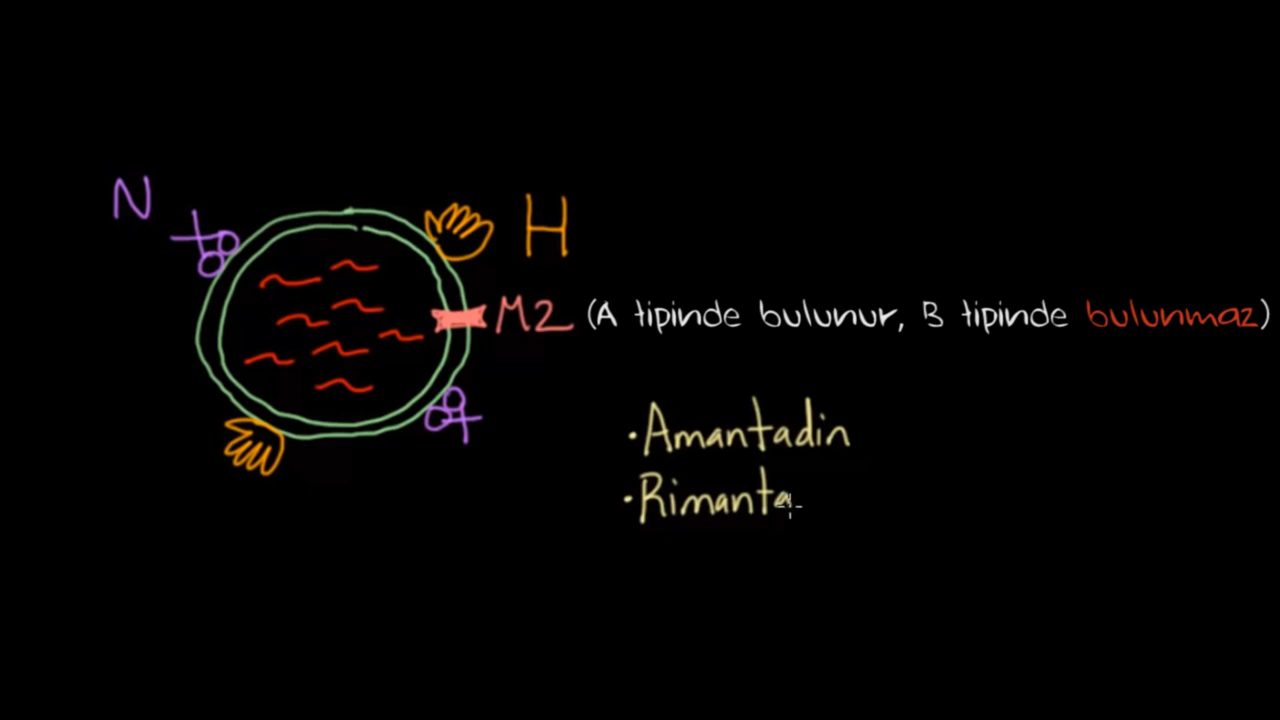 N
H
M2 (A tipinde bulunur, B tipinde bulunmaz)
• Amantadin
• Rimanta